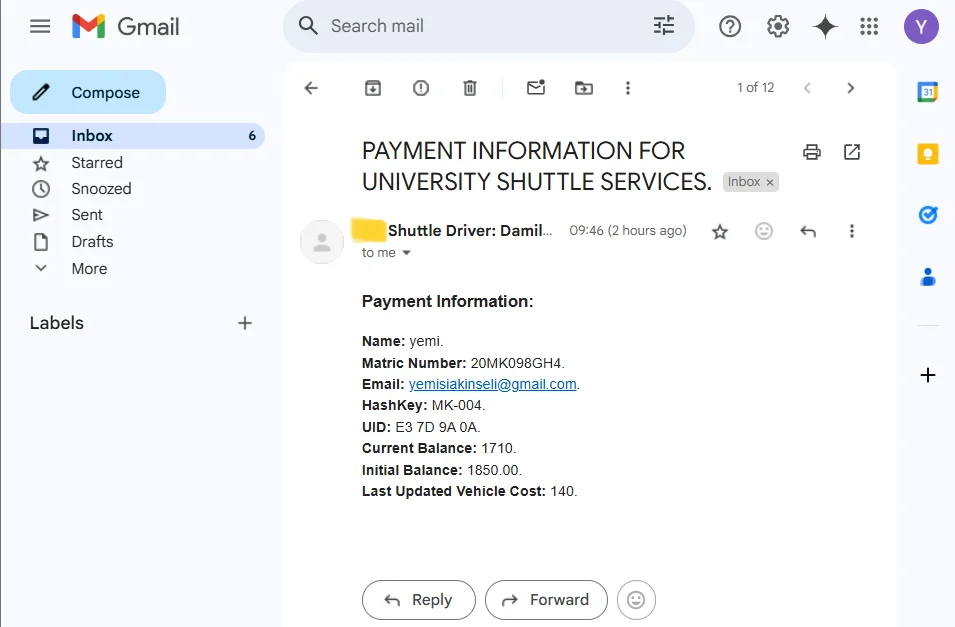 Gmail
Search mail
Y
Compose
1 of 12
31
Inbox 6
Starred
Snoozed
Sent
Drafts
More
Labels
PAYMENT INFORMATION FOR
UNIVERSITY SHUTTLE SERVICES. Inbox x
Shuttle Driver: Damil... 09:46 (2 hours ago)
to me
Payment Information:
Name: yemi.
Matric Number: 20MK098GH4.
Email: yemisiakinseli@gmail.com.
HashKey: MK-004.
UID: E3 7D 9A 0A.
Current Balance: 1710.
Initial Balance: 1850.00.
Last Updated Vehicle Cost: 140.
Reply Forward